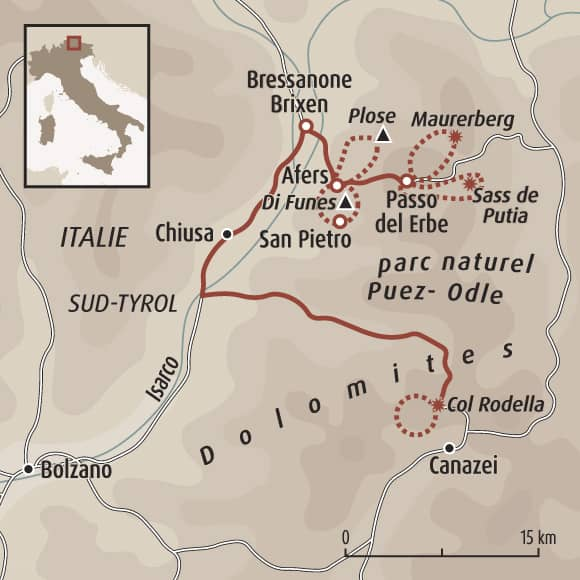 Bressanone
Brixen
Plose
Maurerberg
Afers
Di Funes
Passo
del Erbe
Sass de
Putia
Chiusa
San Pietro
ITALIE
parc naturel
Puez- Odle
SUD-TYROL
Isarco
Dolomites
Col Rodella
Canazei
Bolzano
0 15 km